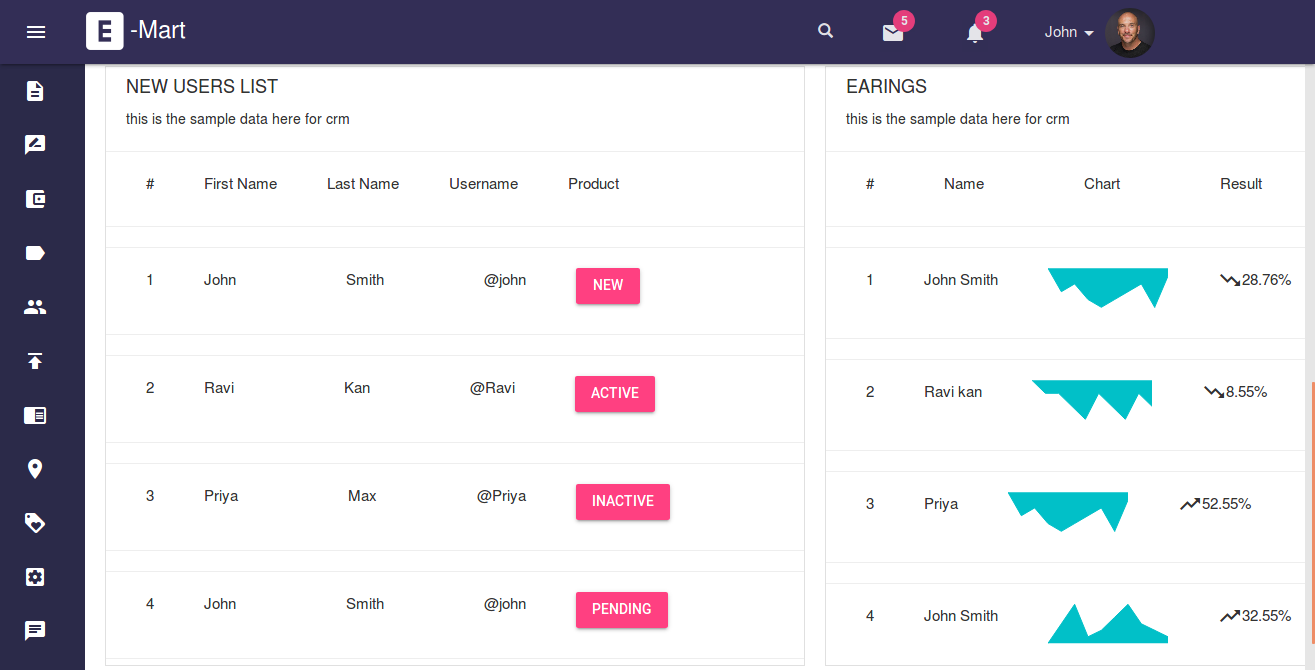 E -Mart
5
3
John
NEW USERS LIST
this is the sample data here for crm
# First Name Last Name Username Product
1 John Smith @john NEW
2 Ravi Kan @Ravi ACTIVE
3 Priya Max @Priya INACTIVE
4 John Smith @john PENDING
EARINGS
this is the sample data here for crm
# Name Chart Result
1 John Smith 28.76%
2 Ravi kan 8.55%
3 Priya 52.55%
4 John Smith 32.55%